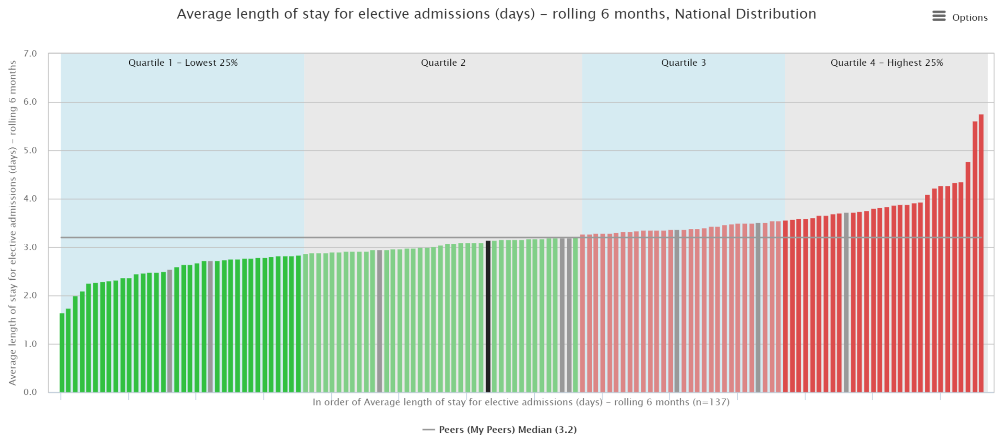 Average length of stay for elective admissions (days) – rolling 6 months, National Distribution
Options
Average length of stay for elective admissions (days) – rolling 6 months
7.0
6.0
5.0
4.0
3.0
2.0
1.0
0.0
Quartile 1 – Lowest 25%
Quartile 2
Quartile 3
Quartile 4 – Highest 25%
In order of Average length of stay for elective admissions (days) – rolling 6 months (n=137)
Peers (My Peers) Median (3.2)